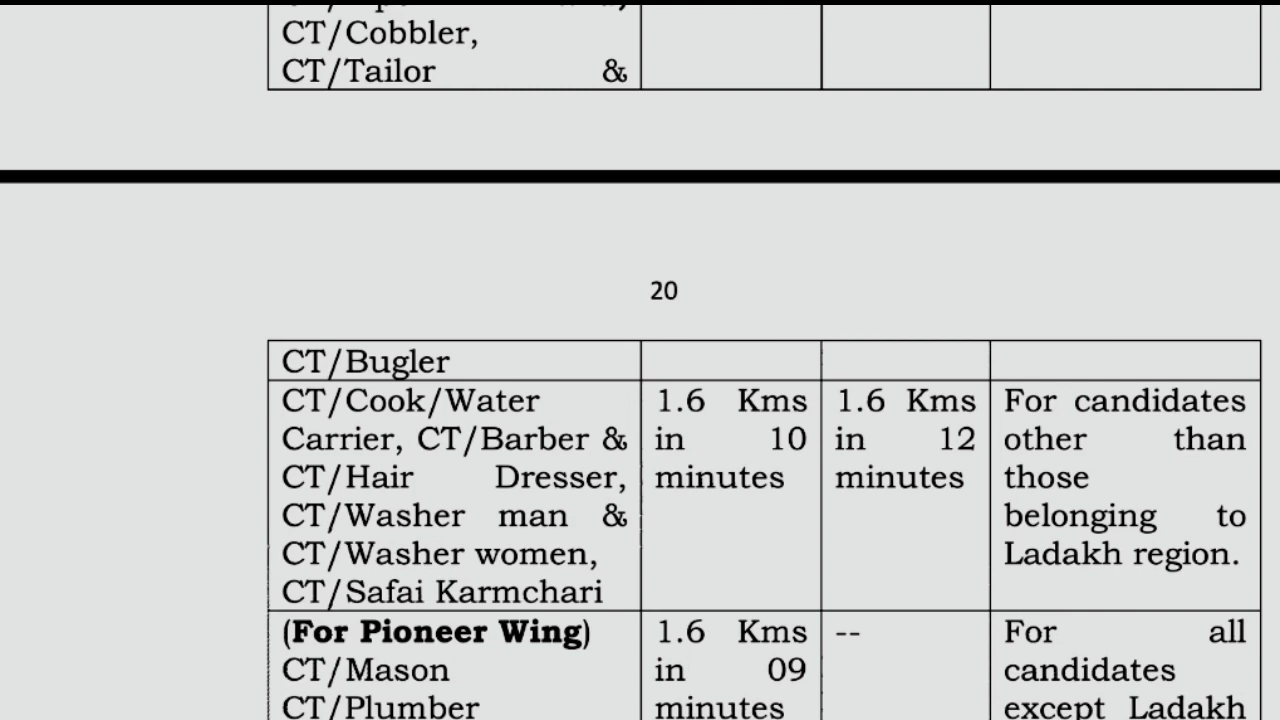 CT/Cobbler,
CT/Tailor &
20
CT/Bugler
CT/Cook/Water
Carrier, CT/Barber &
CT/Hair Dresser,
CT/Washer man &
CT/Washer women,
CT/Safai Karmchari
1.6 Kms
in 10
minutes
1.6 Kms
in 12
minutes
For candidates
other than
those
belonging to
Ladakh region.
(For Pioneer Wing)
CT/Mason
CT/Plumber
1.6 Kms
in 09
minutes
--
For all
candidates
except Ladakh